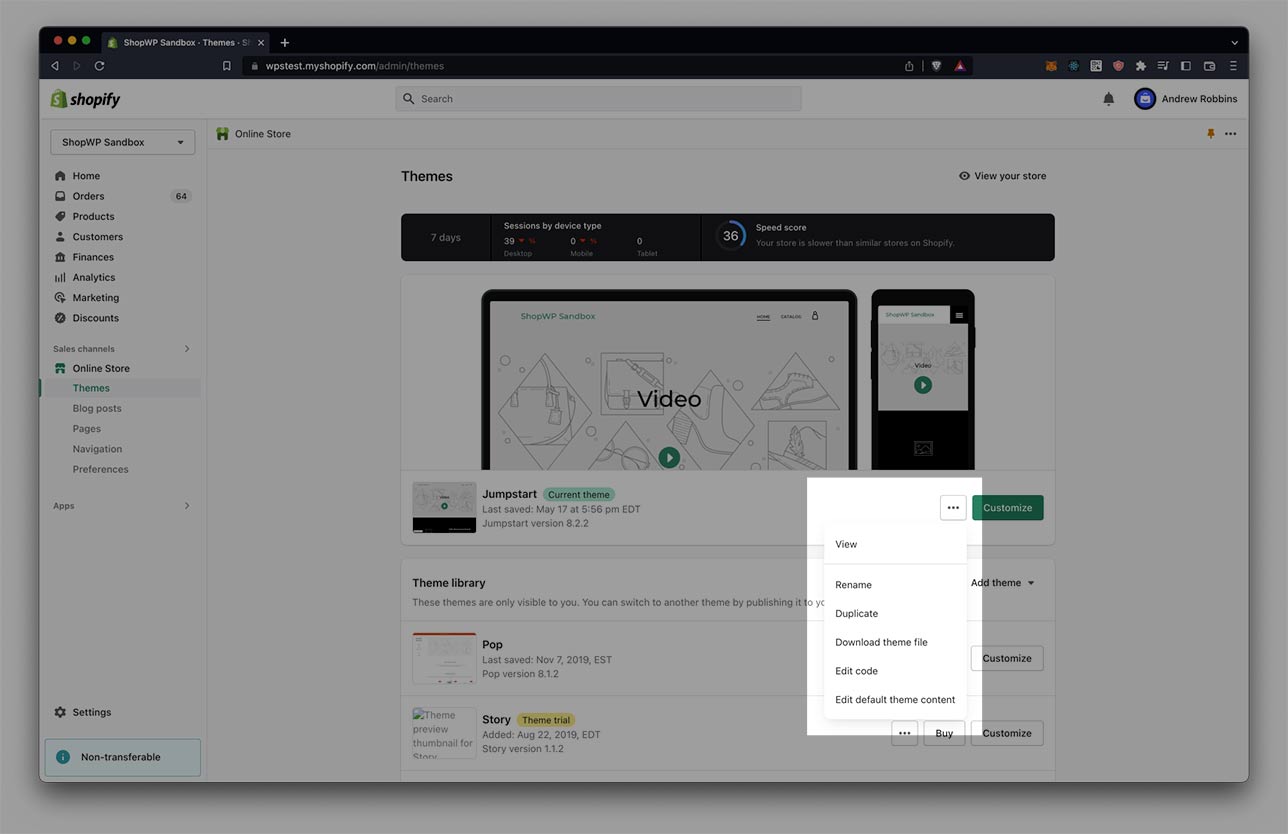 ShopWP Sandbox · Themes · S
wpstest.myshopify.com/admin/themes
shopify
Search
Andrew Robbins
ShopWP Sandbox
Online Store
Home
Orders 64
Products
Customers
Finances
Analytics
Marketing
Discounts
Sales channels
Online Store
Themes
Blog posts
Pages
Navigation
Preferences
Apps
Settings
Non-transferable
Themes
View your store
7 days
Sessions by device type
39 %
0 %
0
Desktop
Mobile
Tablet
36
Speed score
Your store is slower than similar stores on Shopify.
ShopWP Sandbox
HOME CATALOG
Video
ShopWP Sandbox
Video
Jumpstart Current theme
Last saved: May 17 at 5:56 pm EDT
Jumpstart version 8.2.2
Customize
View
Rename
Duplicate
Download theme file
Edit code
Edit default theme content
Theme library
Add theme
These themes are only visible to you. You can switch to another theme by publishing it to yo
Pop
Last saved: Nov 7, 2019, EST
Pop version 8.1.2
Customize
Theme
preview
thumbnail for
Story
Story Theme trial
Added: Aug 22, 2019, EDT
Story version 1.1.2
Buy
Customize